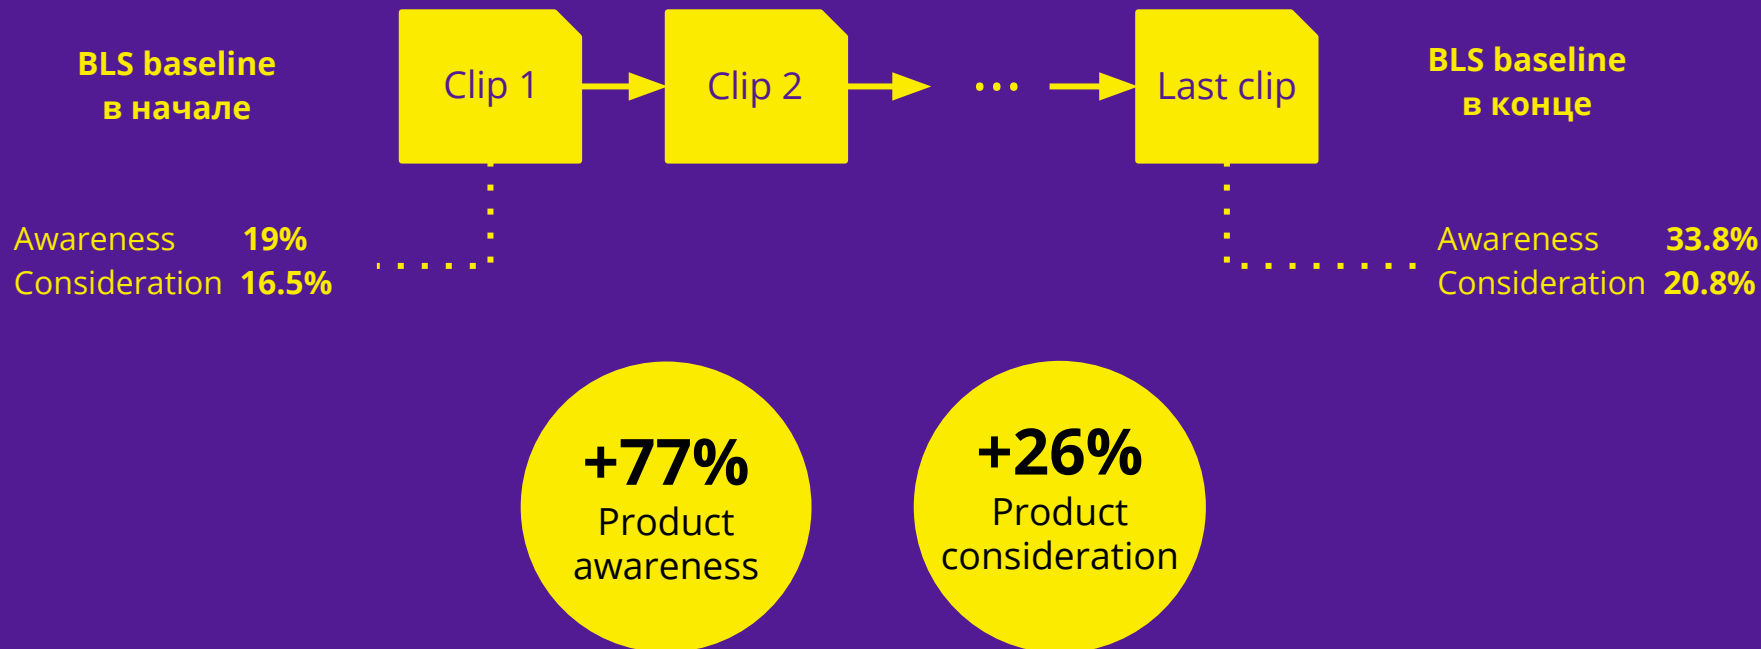 BLS baseline
в начале
Clip 1
Clip 2
...
Last clip
BLS baseline
в конце
Awareness 19%
Consideration 16.5%
Awareness 33.8%
Consideration 20.8%
+77%
Product
awareness
+26%
Product
consideration